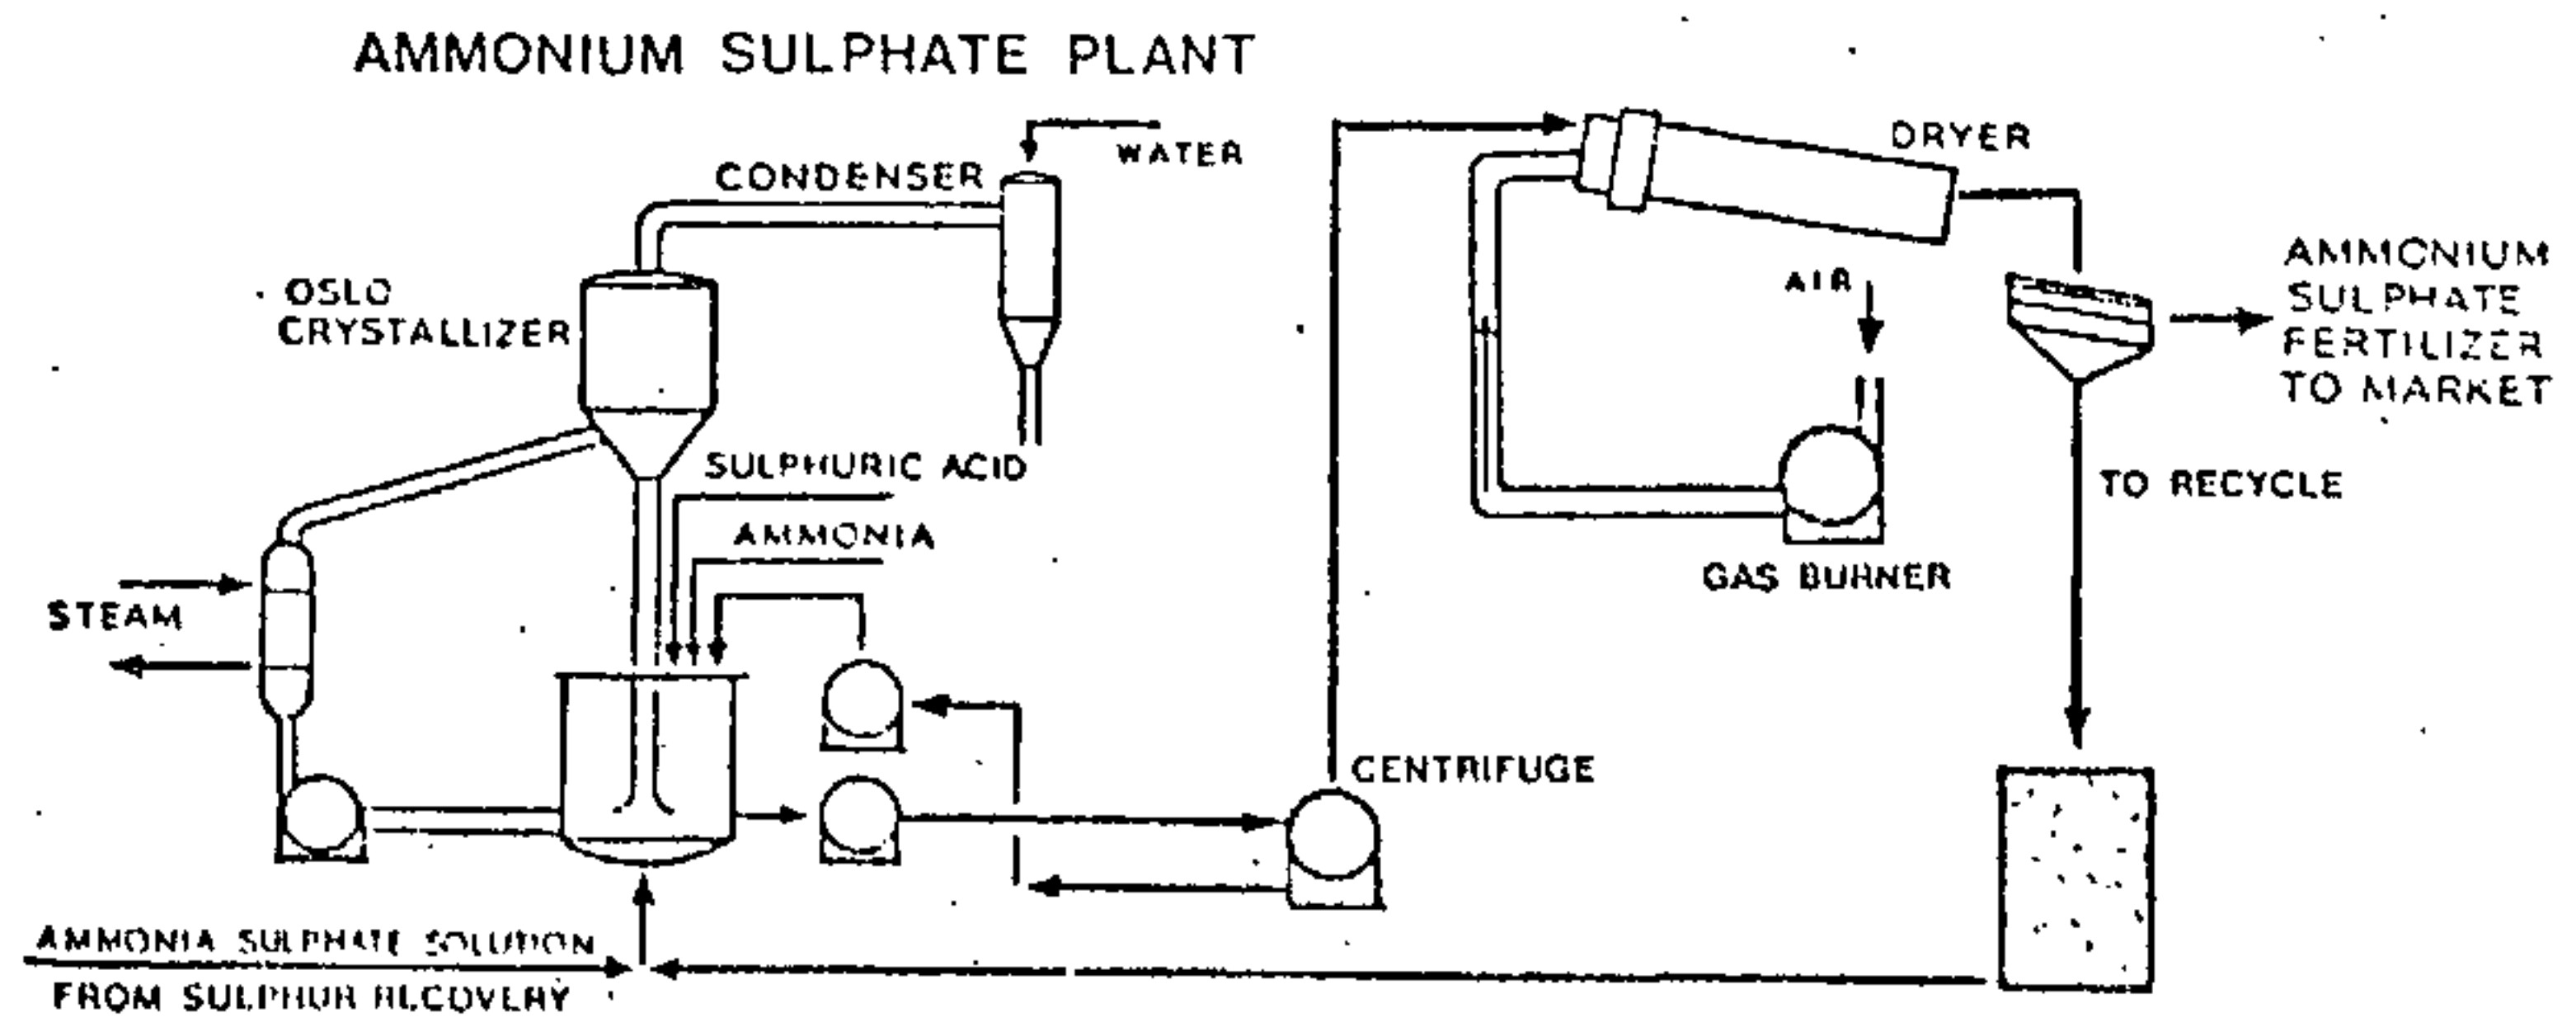 AMMONIUM SULPHATE PLANT
WATER
CONDENSER
DRYER
OSLO
CRYSTALLIZER
AIR
AMMONIUM
SULPHATE
FERTILIZER
TO MARKET
SULPHURIC ACID
AMMONIA
TO RECYCLE
GAS BURNER
STEAM
CENTRIFUGE
AMMONIA SULPHATE SOLUTION
FROM SULPHUR RECOVERY